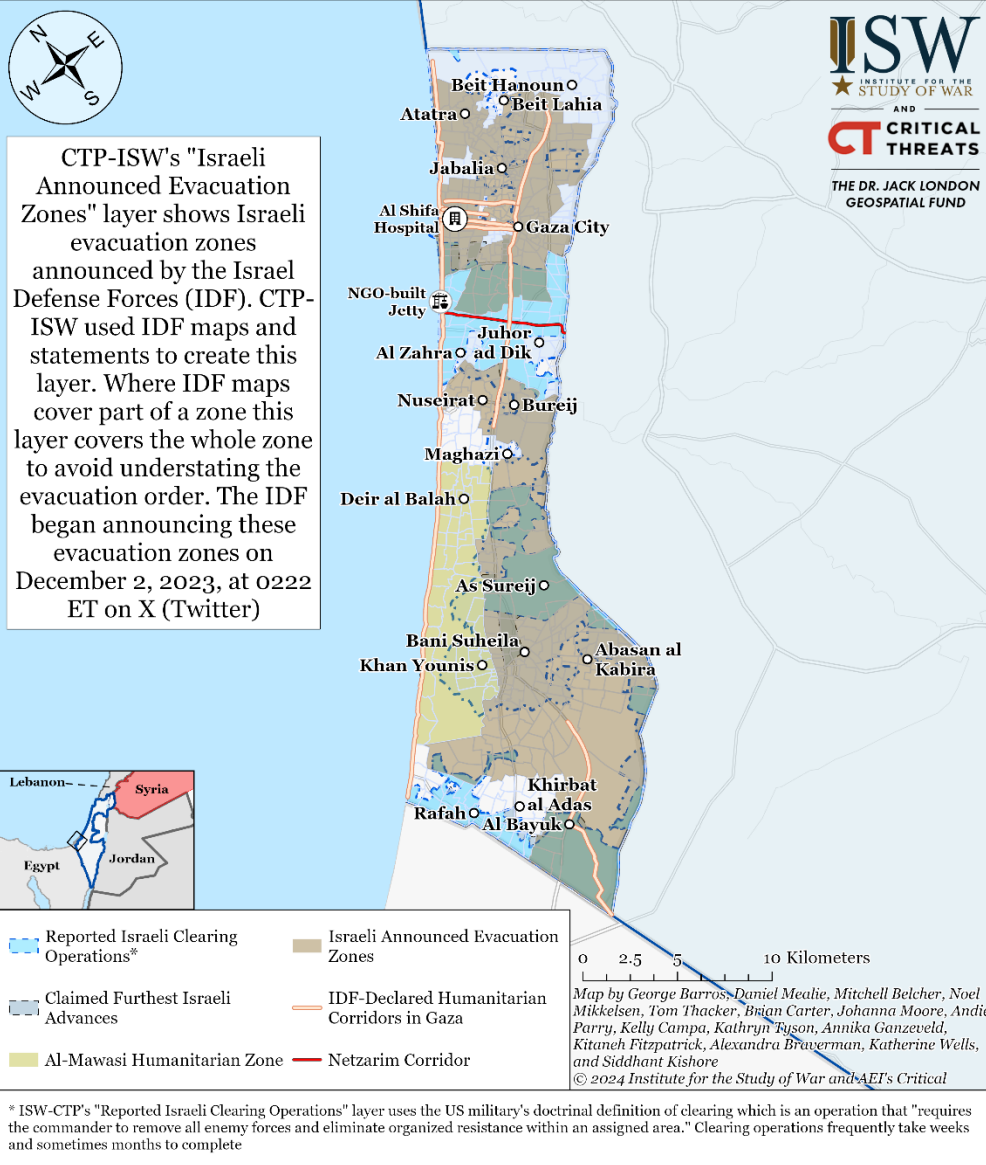 N
E
W
S
ISW
INSTITUTE FOR THE
STUDY OF WAR
AND
CT CRITICAL
THREATS
THE DR. JACK LONDON
GEOSPATIAL FUND
CTP-ISW's "Israeli
Announced Evacuation
Zones" layer shows Israeli
evacuation zones
announced by the Israel
Defense Forces (IDF). CTP-
ISW used IDF maps and
statements to create this
layer. Where IDF maps
cover part of a zone this
layer covers the whole zone
to avoid understating the
evacuation order. The IDF
began announcing these
evacuation zones on
December 2, 2023, at 0222
ET on X (Twitter)
Beit Hanoun
Beit Lahia
Atatra
Jabalia
Al Shifa
Hospital
Gaza City
NGO-built
Jetty
Juhor
ad Dik
Al Zahra
Nuseirat
Bureij
Maghazi
Deir al Balah
As Sureij
Bani Suheila
Khan Younis
Abasan al
Kabira
Khirbat
al Adas
Rafah
Al Bayuk
Lebanon
Syria
Egypt
Jordan
Reported Israeli Clearing
Operations*
Claimed Furthest Israeli
Advances
Al-Mawasi Humanitarian Zone
Israeli Announced Evacuation
Zones
IDF-Declared Humanitarian
Corridors in Gaza
Netzarim Corridor
0 2.5 5 10 Kilometers
Map by George Barros, Daniel Mealie, Mitchell Belcher, Noel
Mikkelsen, Tom Thacker, Brian Carter, Johanna Moore, Andie
Parry, Kelly Campa, Kathryn Tyson, Annika Ganzeveld,
Kitaneh Fitzpatrick, Alexandra Braverman, Katherine Wells,
and Siddhant Kishore
© 2024 Institute for the Study of War and AEI's Critical
* ISW-CTP's "Reported Israeli Clearing Operations" layer uses the US military's doctrinal definition of clearing which is an operation that "requires
the commander to remove all enemy forces and eliminate organized resistance within an assigned area." Clearing operations frequently take weeks
and sometimes months to complete